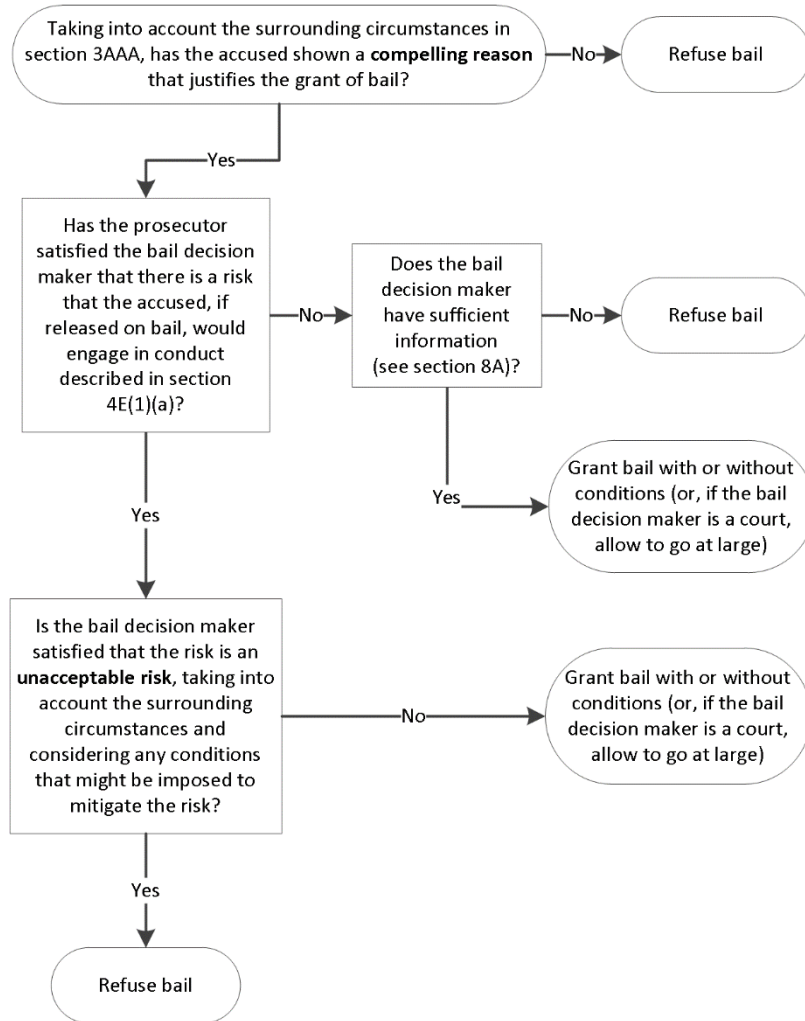 Taking into account the surrounding circumstances in
section 3AAA, has the accused shown a compelling reason
that justifies the grant of bail?
No
Refuse bail
Yes
Has the prosecutor
satisfied the bail decision
maker that there is a risk
that the accused, if
released on bail, would
engage in conduct
described in section
4E(1)(a)?
No
Does the bail
decision maker
have sufficient
information
(see section 8A)?
No
Refuse bail
Yes
Grant bail with or without
conditions (or, if the bail
decision maker is a court,
allow to go at large)
Yes
Is the bail decision maker
satisfied that the risk is an
unacceptable risk, taking into
account the surrounding
circumstances and
considering any conditions
that might be imposed to
mitigate the risk?
No
Grant bail with or without
conditions (or, if the bail
decision maker is a court,
allow to go at large)
Yes
Refuse bail